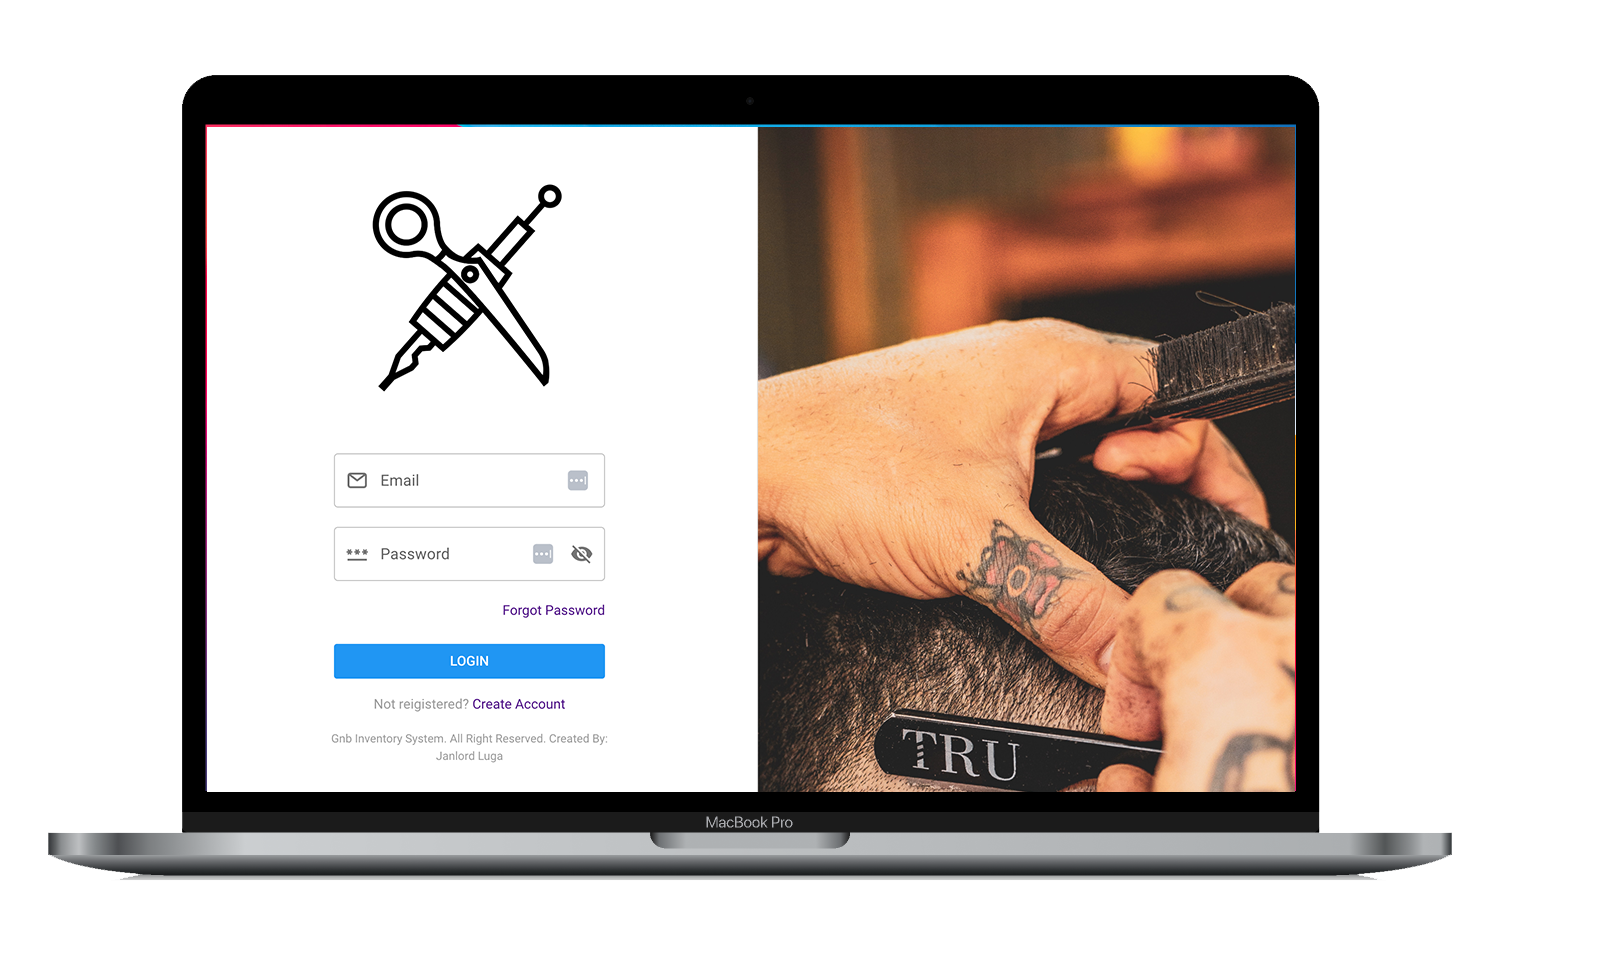 Email
*** Password
Forgot Password
LOGIN
Not reigistered? Create Account
Gnb Inventory System. All Right Reserved. Created By:
Janlord Luga
TRU
MacBook Pro